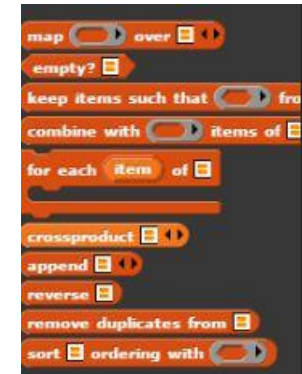 map over
empty?
keep items such that fro
combine with items of
for each item of
crossproduct
append
reverse
remove duplicates from
sort ordering with